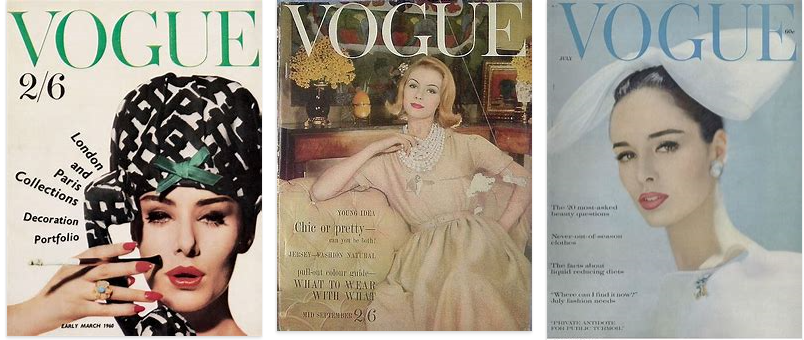 VOGUE
2/6
London
and
Paris
Collections
Decoration
Portfolio
EARLY MARCH 1960
VOGUE
YOUNG IDEA
Chic or pretty—
can you be both?
JERSEY—FASHION NATURAL
pull-out colour guide—
WHAT TO WEAR
WITH WHAT
MID SEPTEMBER 2/6
VOGUE
JULY
60c
The 20 most-asked
beauty questions
Never-out-of-season
clothes
The facts about
liquid reducing diets
"Where can I find it now?"
July fashion needs
"PRIVATE ANTIDOTE
FOR PUBLIC TURMOIL"